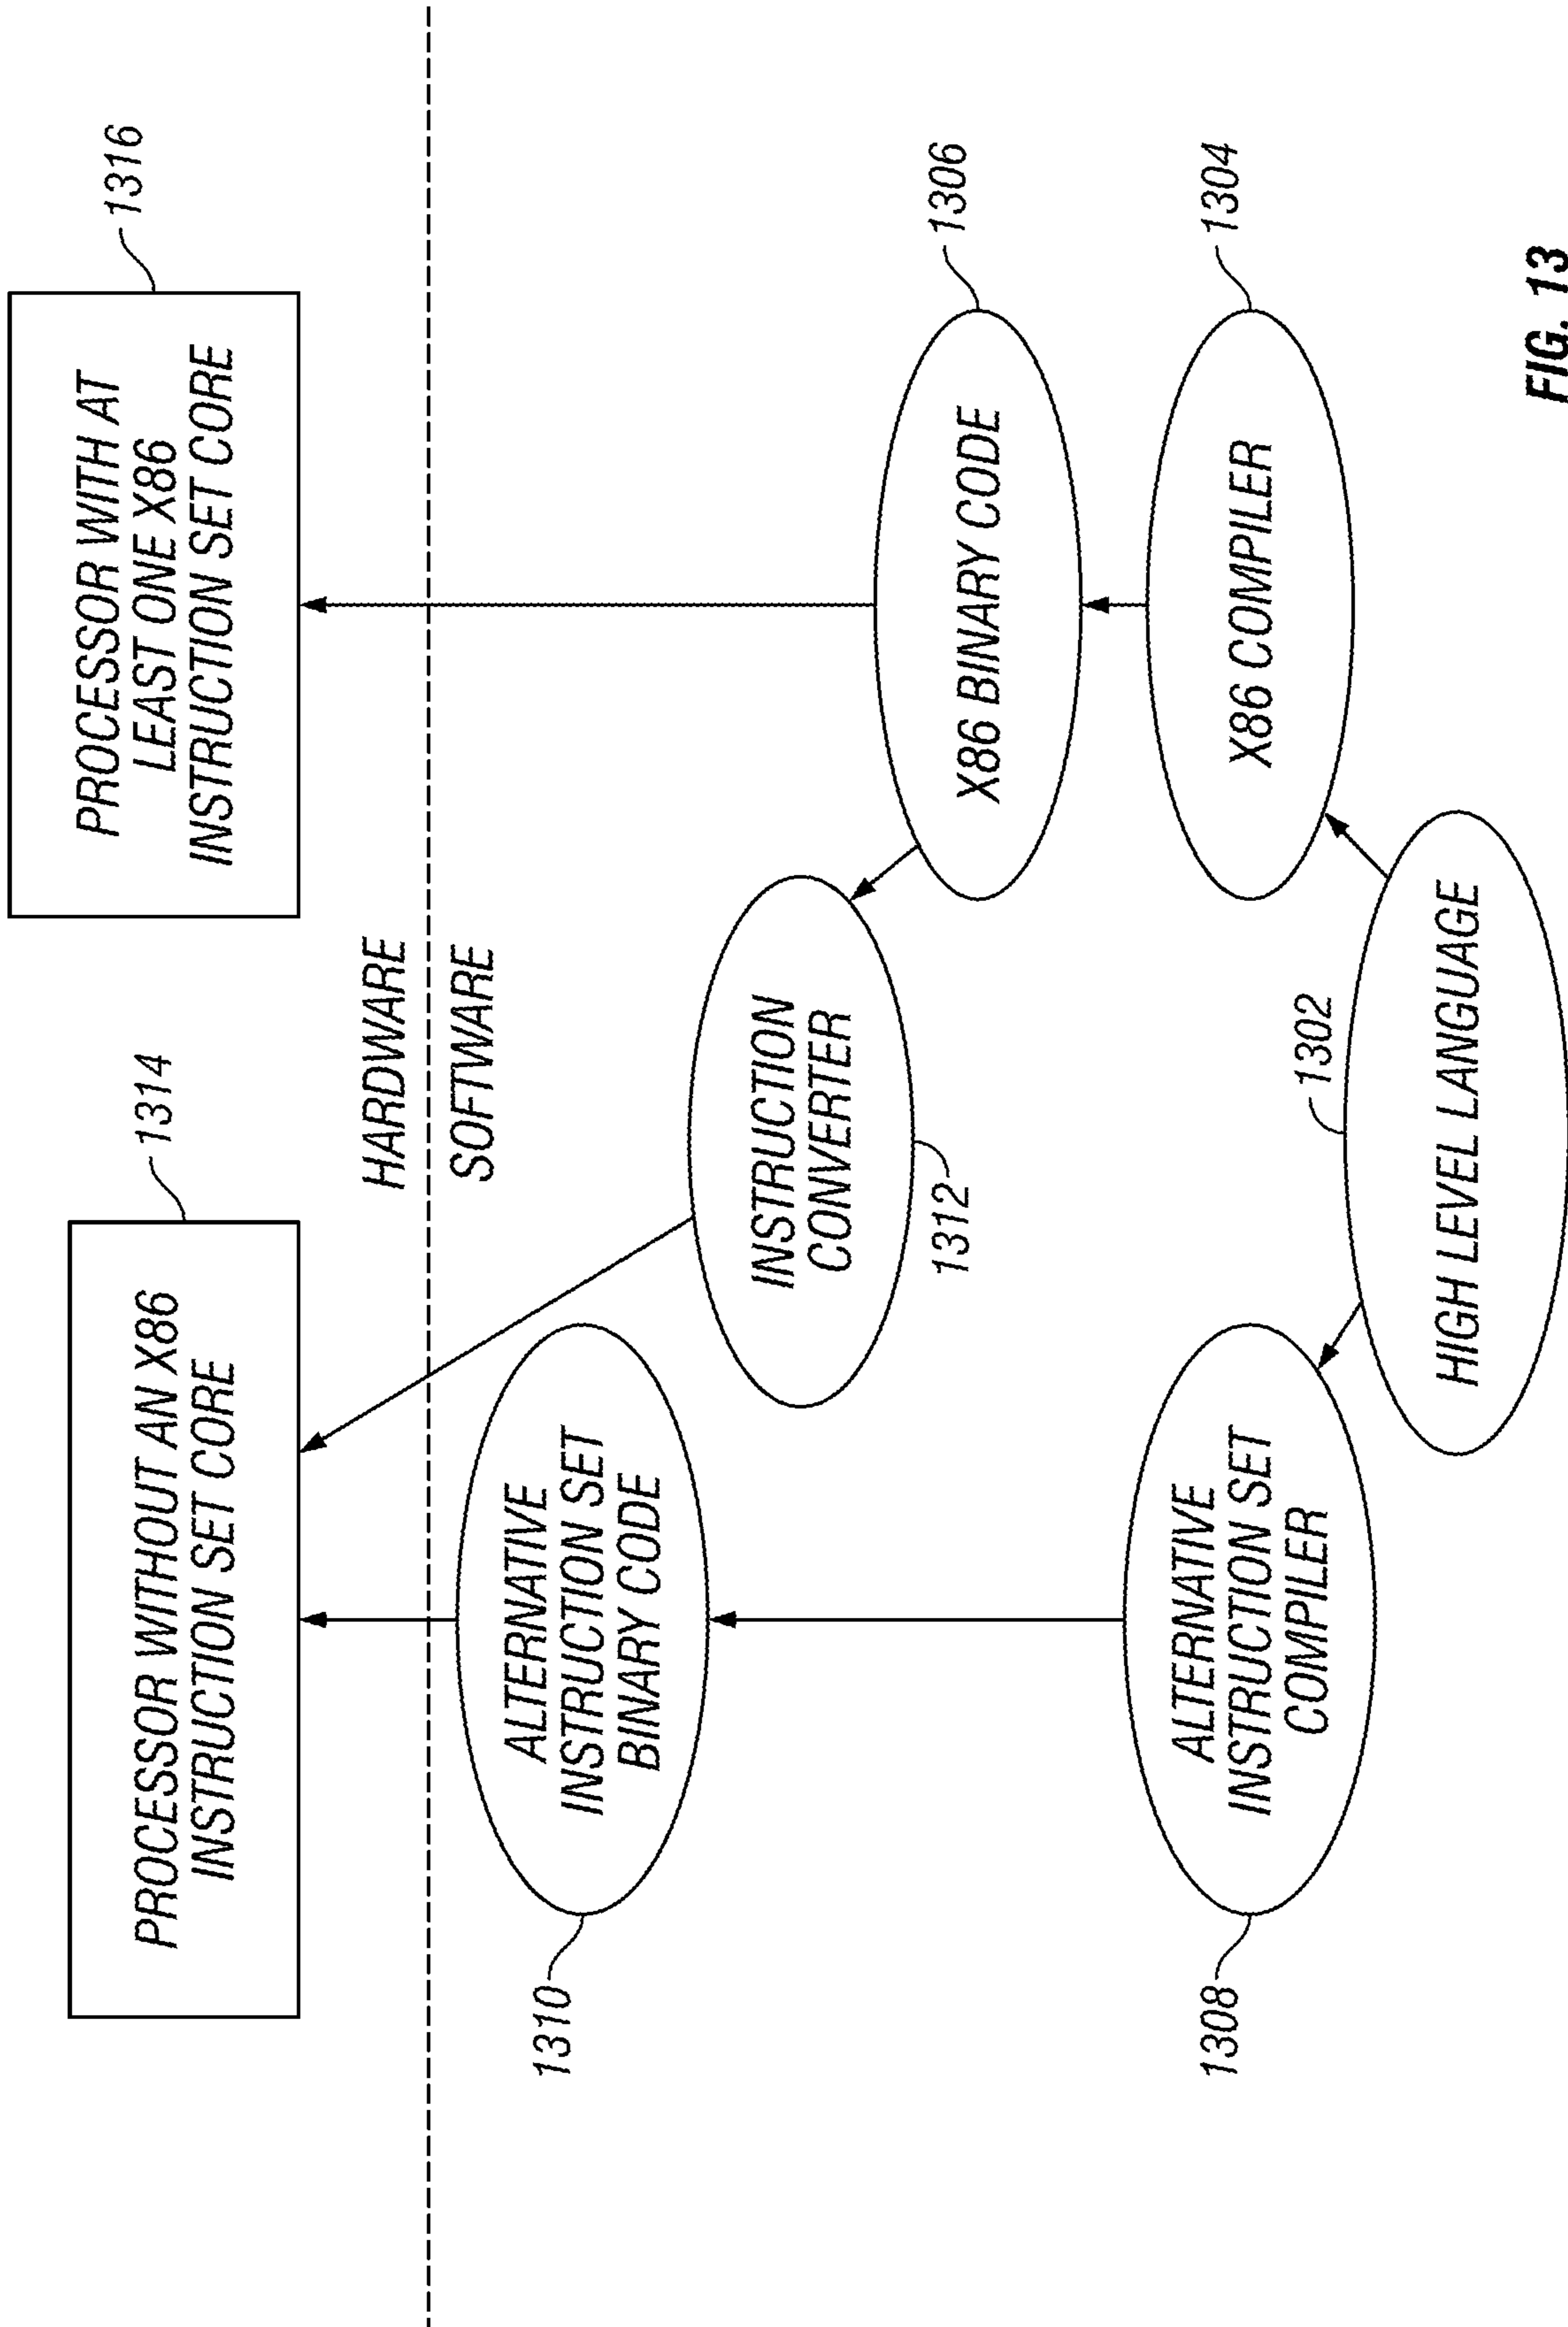 PROCESSOR WITHOUT AN X86
INSTRUCTION SET CORE
1314
PROCESSOR WITH AT
LEAST ONE X86
INSTRUCTION SET CORE
1316
HARDWARE
SOFTWARE
1310
ALTERNATIVE
INSTRUCTION SET
BINARY CODE
INSTRUCTION
CONVERTER
1312
X86 BINARY CODE
1306
1308
ALTERNATIVE
INSTRUCTION SET
COMPILER
X86 COMPILER
1304
1302
HIGH LEVEL LANGUAGE
FIG. 13